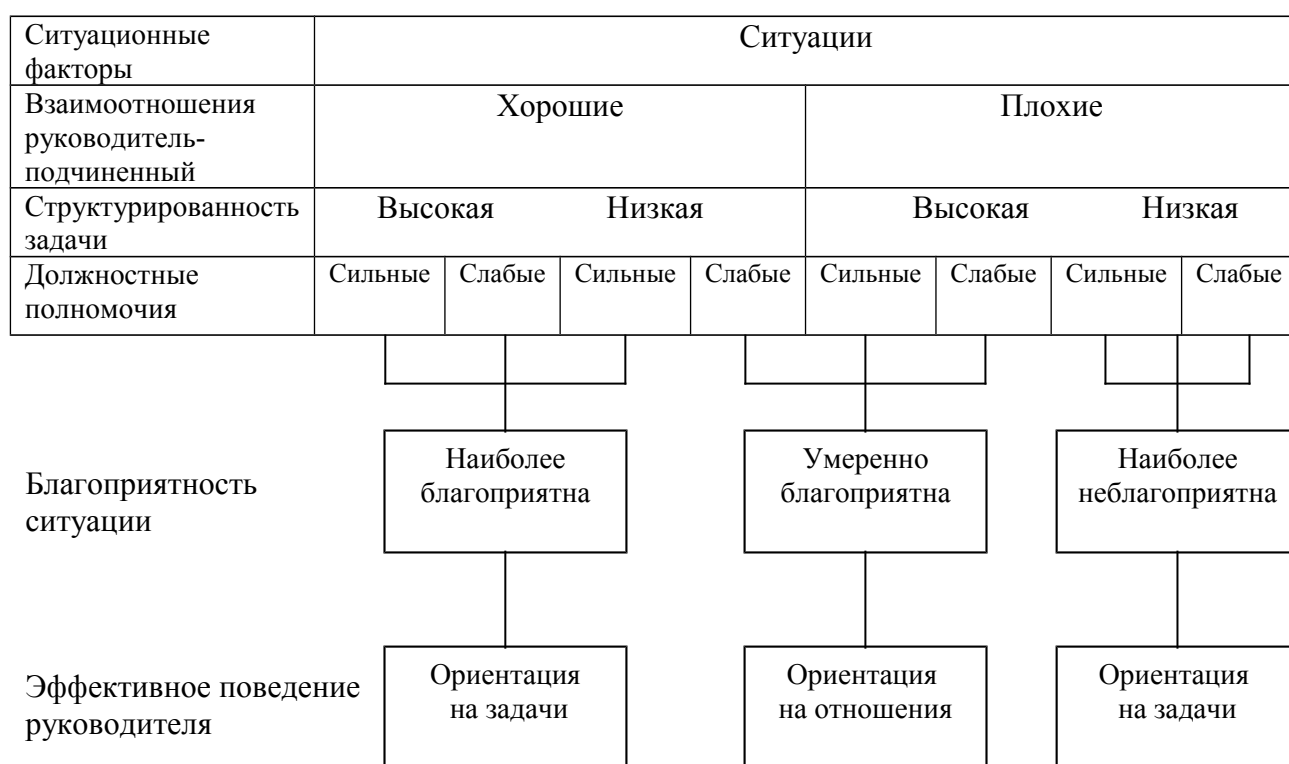 Ситуационные
факторы
Ситуации
Взаимоотношения
руководитель-
подчиненный
Хорошие
Плохие
Структурированность
задачи
Высокая
Низкая
Высокая
Низкая
Должностные
полномочия
Сильные
Слабые
Сильные
Слабые
Сильные
Слабые
Сильные
Слабые
Благоприятность
ситуации
Наиболее
благоприятна
Умеренно
благоприятна
Наиболее
неблагоприятна
Эффективное поведение
руководителя
Ориентация
на задачи
Ориентация
на отношения
Ориентация
на задачи